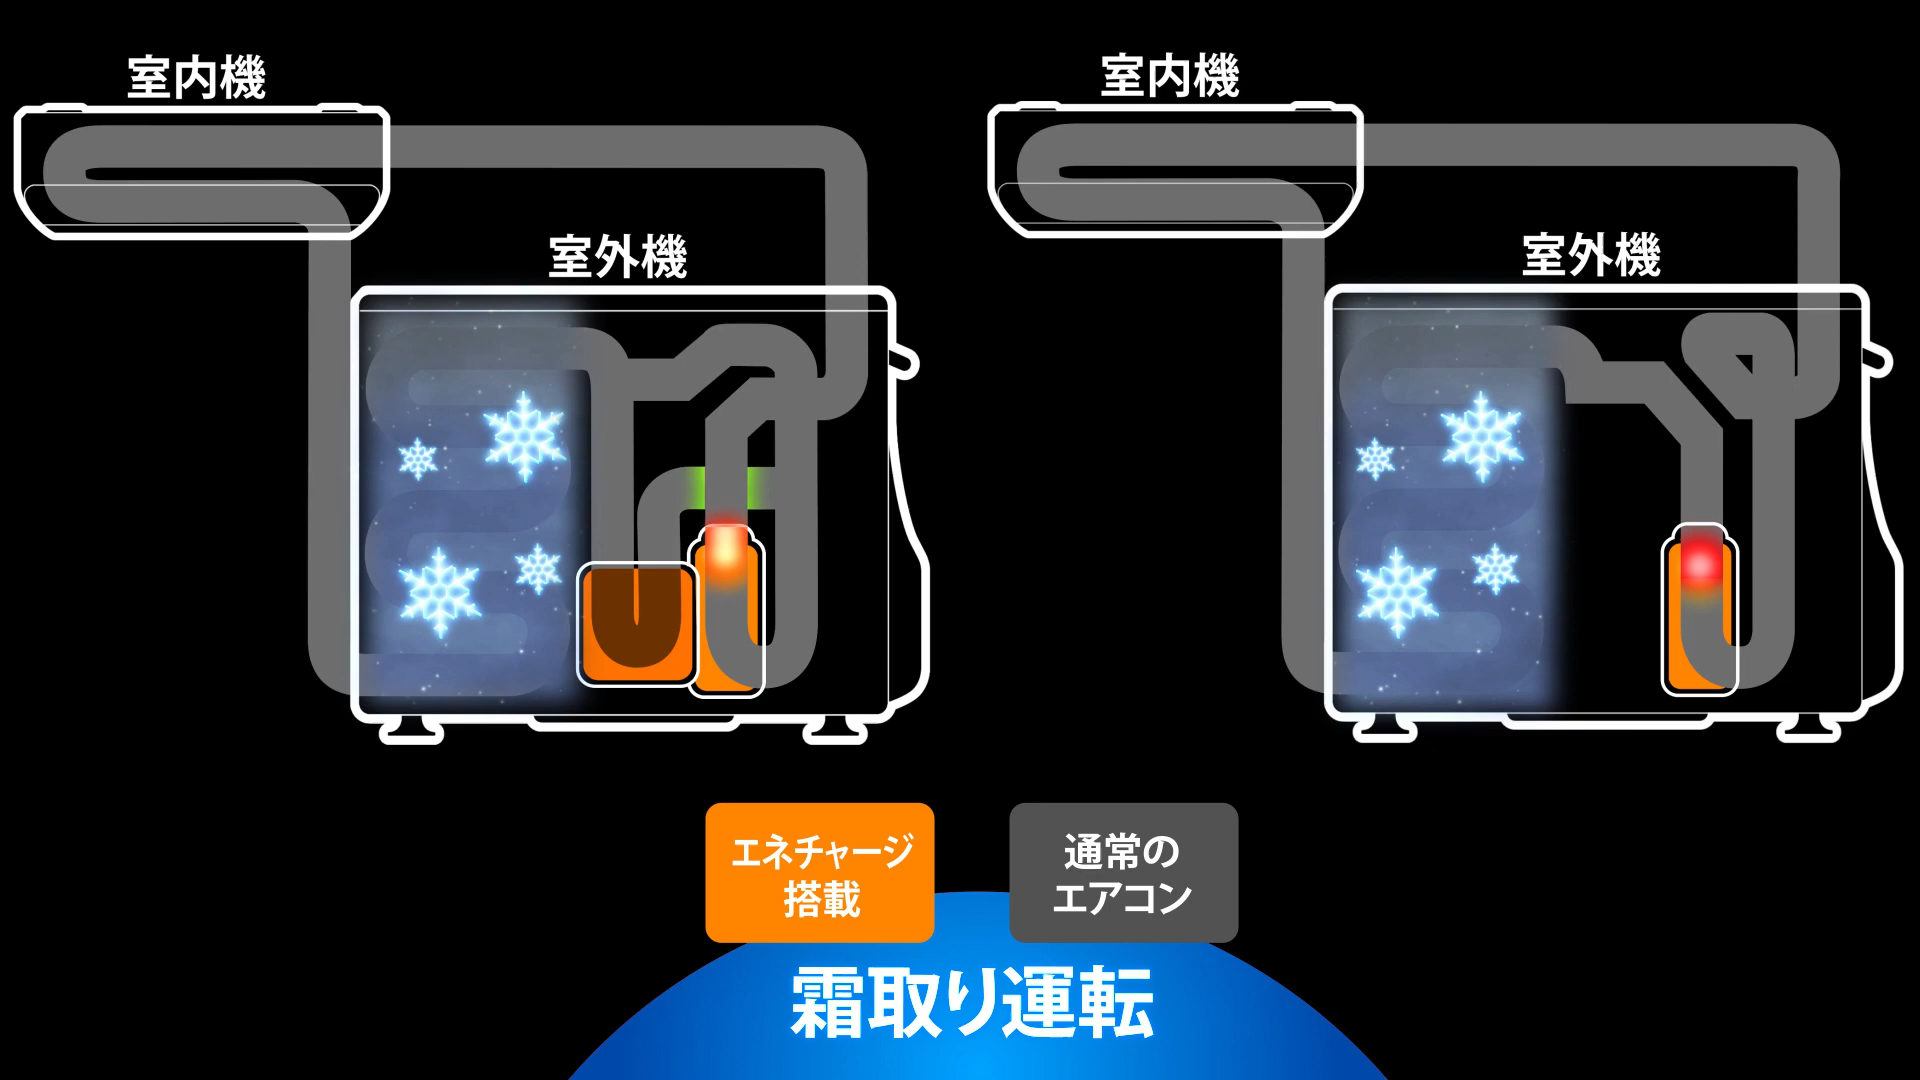 室内機
室外機
室内機
室外機
エネチャージ
搭載
通常の
エアコン
霜取り運転